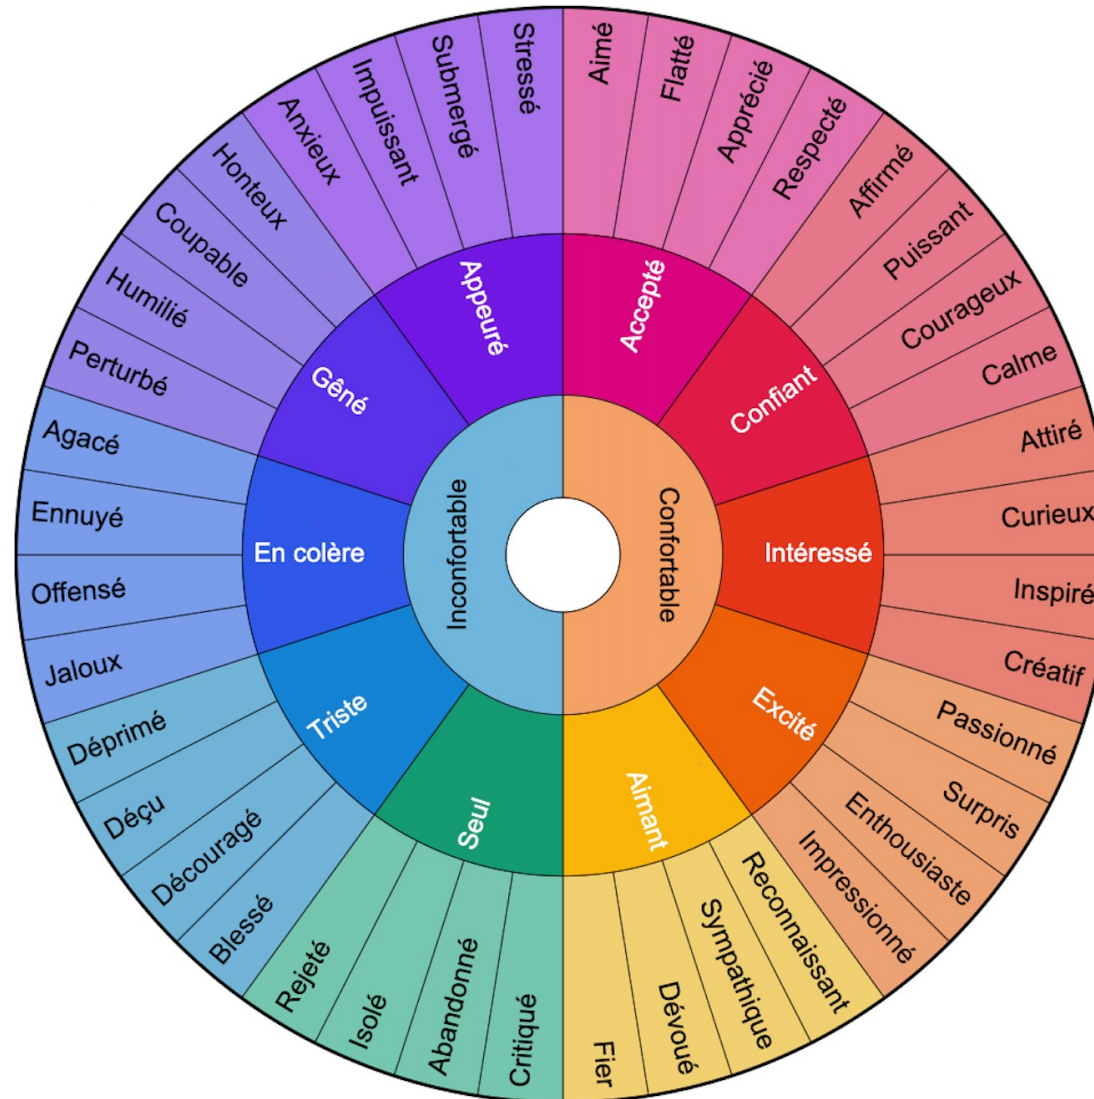 Confortable
Accepté
Aimé
Flatté
Apprécié
Respecté
Confiant
Affirmé
Puissant
Courageux
Calme
Intéressé
Attiré
Curieux
Inspiré
Créatif
Excité
Passionné
Surpris
Enthousiaste
Impressionné
Aimant
Reconnaissant
Sympathique
Dévoué
Fier
Inconfortable
Seul
Critiqué
Abandonné
Isolé
Rejeté
Triste
Blessé
Découragé
Déçu
Déprimé
En colère
Jaloux
Offensé
Ennuyé
Agacé
Gêné
Perturbé
Humilié
Coupable
Honteux
Appeuré
Anxieux
Impuissant
Submergé
Stressé